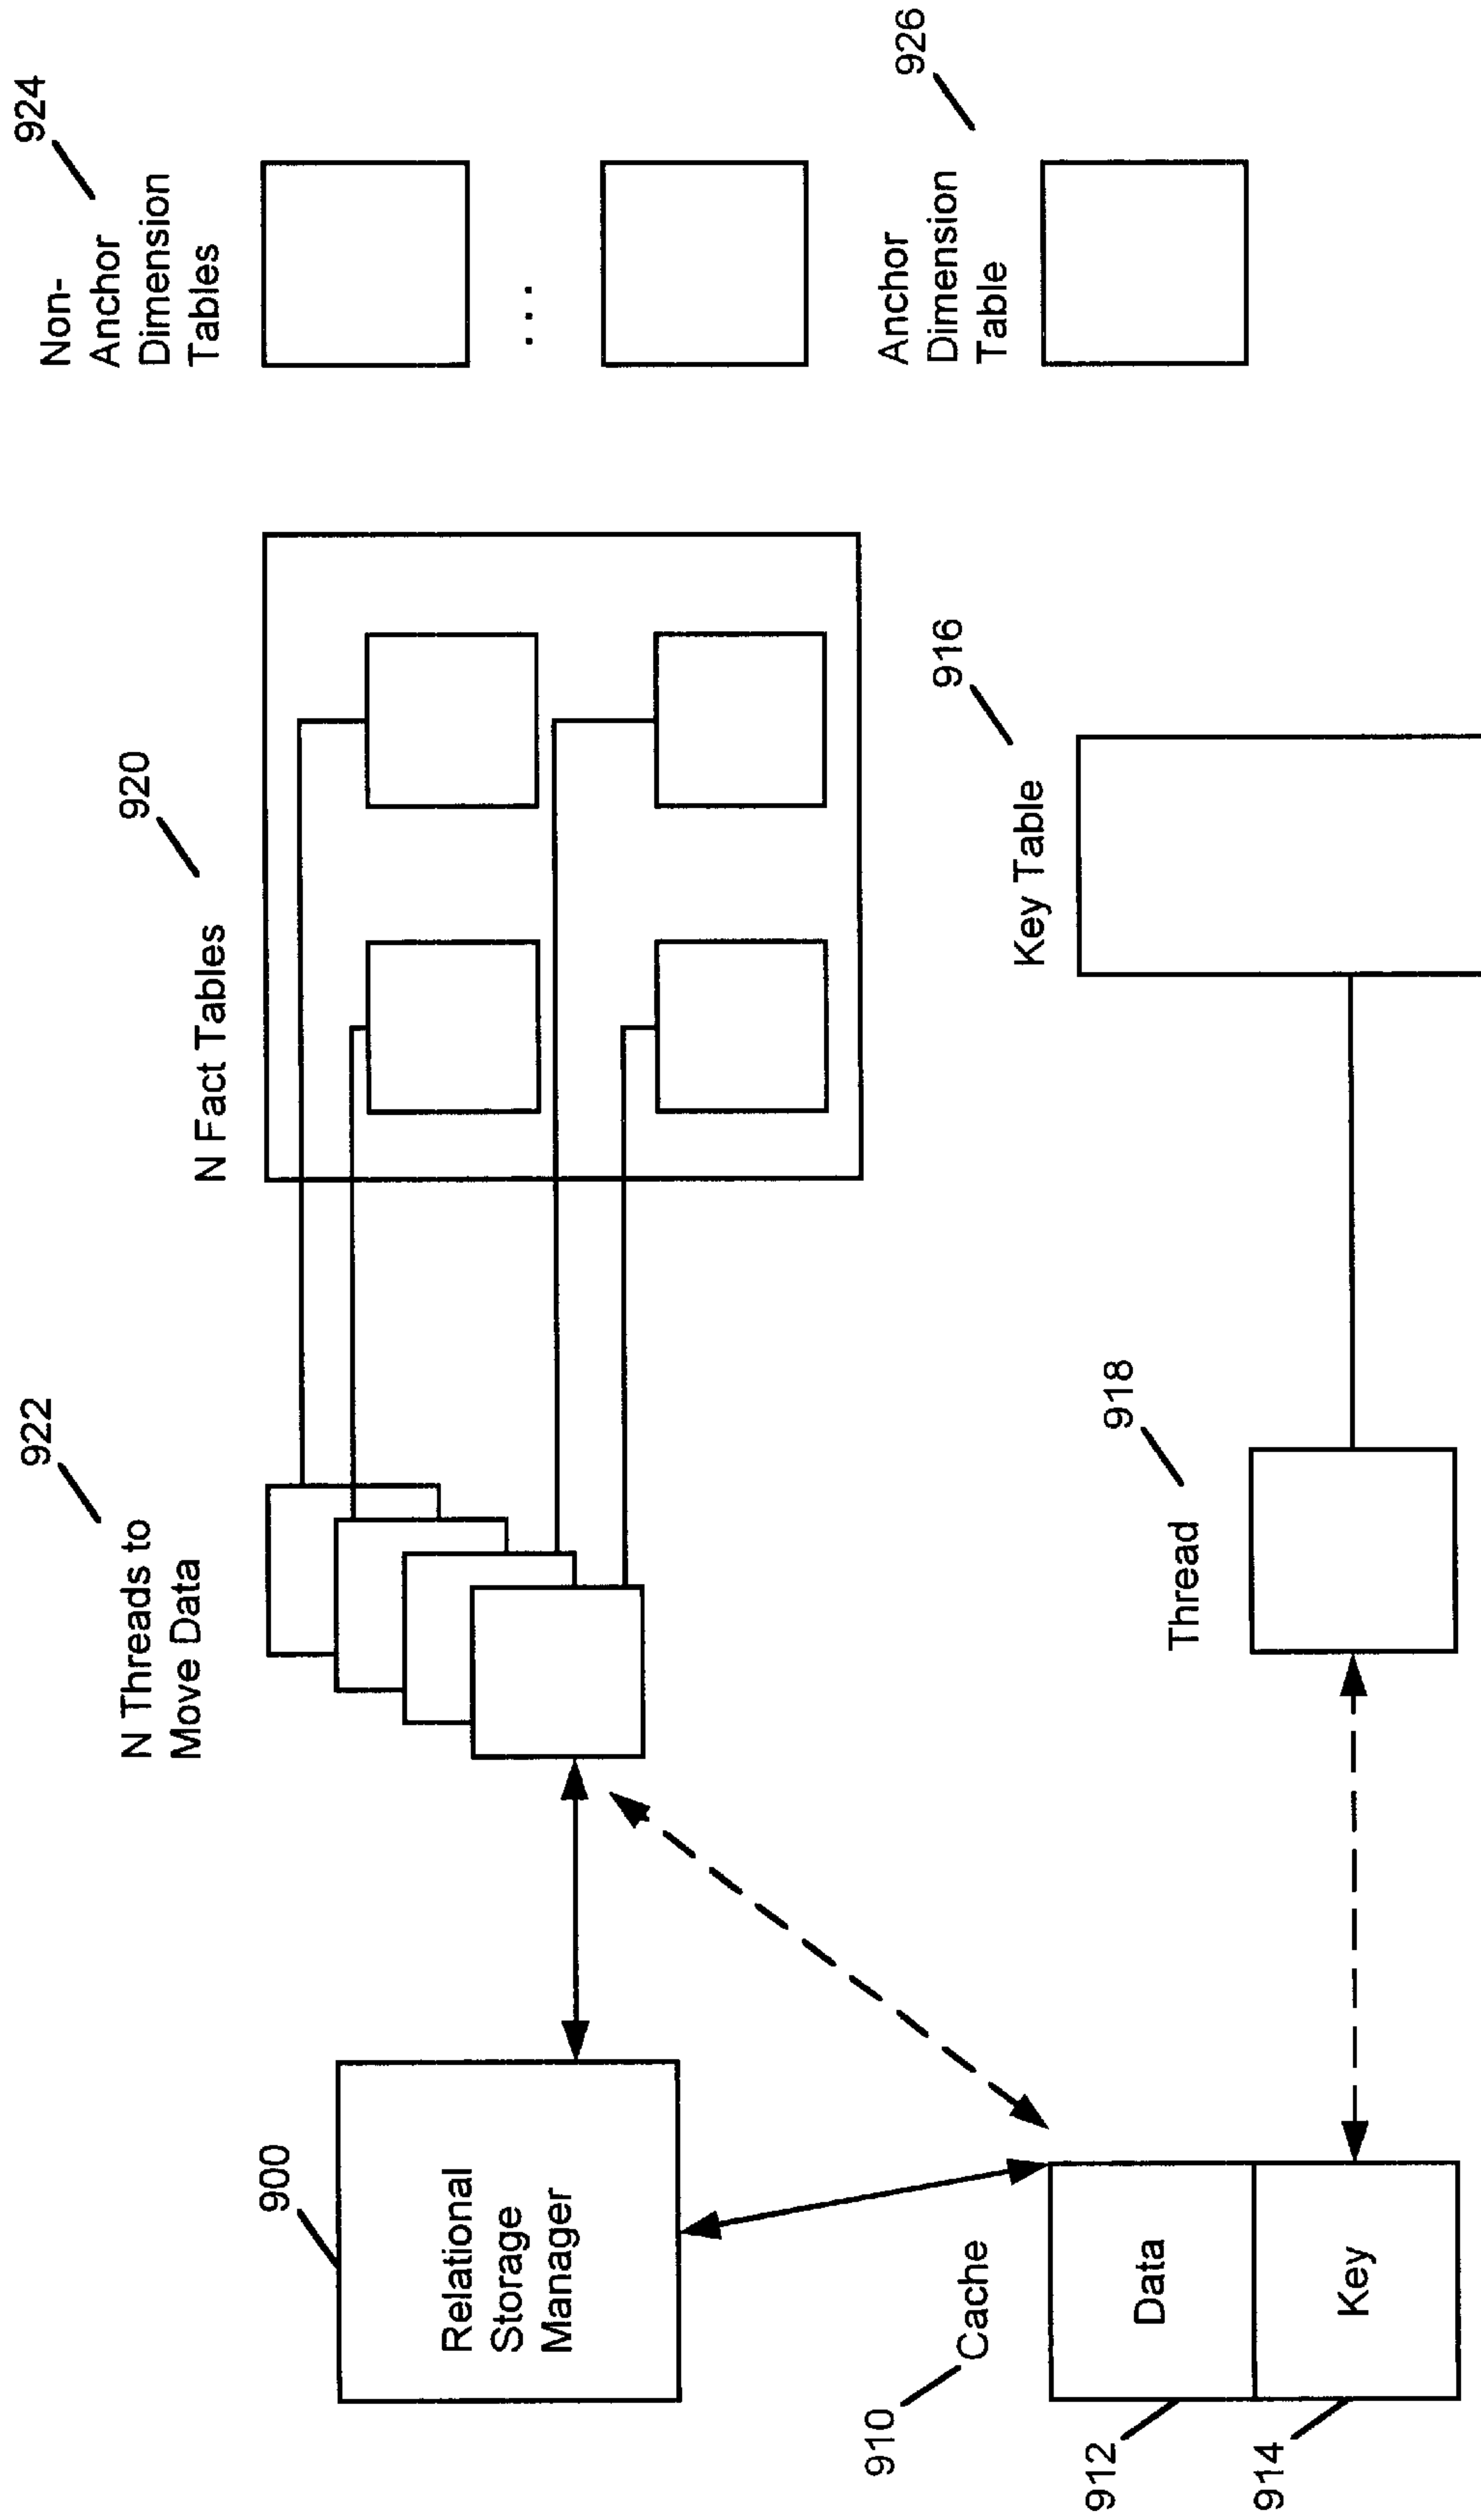 900
Relational
Storage
Manager
922
N Threads to
Move Data
920
N Fact Tables
924
Non-
Anchor
Dimension
Tables
...
910
Cache
912
Data
914
Key
918
Thread
916
Key Table
926
Anchor
Dimension
Table